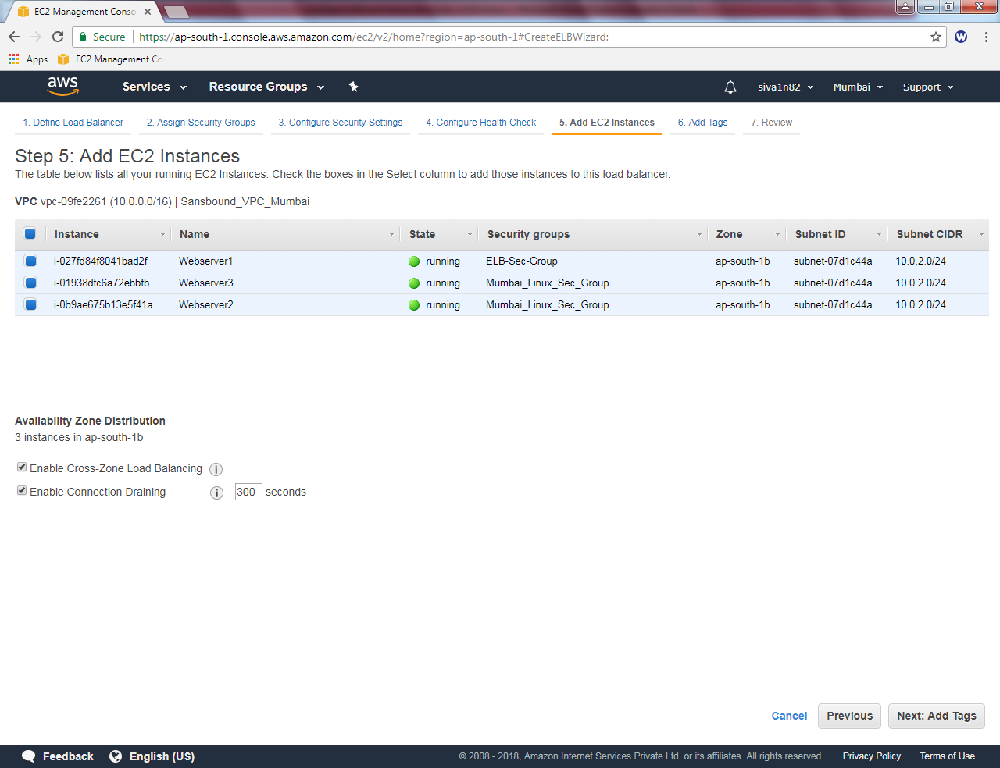 EC2 Management Conso
Secure https://ap-south-1.console.aws.amazon.com/ec2/v2/home?region=ap-south-1#CreateELBWizard:
Apps EC2 Management Co
aws Services Resource Groups siva1n82 Mumbai Support
1. Define Load Balancer 2. Assign Security Groups 3. Configure Security Settings 4. Configure Health Check 5. Add EC2 Instances 6. Add Tags 7. Review
Step 5: Add EC2 Instances
The table below lists all your running EC2 Instances. Check the boxes in the Select column to add those instances to this load balancer.
VPC vpc-09fe2261 (10.0.0.0/16) | Sansbound_VPC_Mumbai
Instance Name State Security groups Zone Subnet ID Subnet CIDR
i-027fd84f8041bad2f Webserver1 running ELB-Sec-Group ap-south-1b subnet-07d1c44a 10.0.2.0/24
i-01938dfc6a72ebbfb Webserver3 running Mumbai_Linux_Sec_Group ap-south-1b subnet-07d1c44a 10.0.2.0/24
i-0b9ae675b13e5f41a Webserver2 running Mumbai_Linux_Sec_Group ap-south-1b subnet-07d1c44a 10.0.2.0/24
Availability Zone Distribution
3 instances in ap-south-1b
Enable Cross-Zone Load Balancing i
Enable Connection Draining i 300 seconds
Cancel Previous Next: Add Tags
Feedback English (US) © 2008 - 2018, Amazon Internet Services Private Ltd. or its affiliates. All rights reserved. Privacy Policy Terms of Use